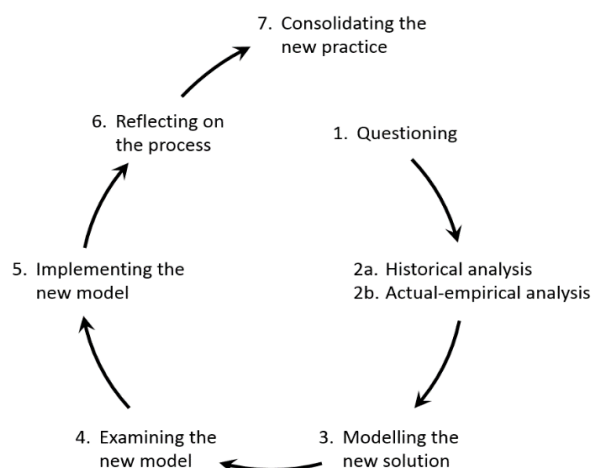 7. Consolidating the
new practice
1. Questioning
6. Reflecting on
the process
2a. Historical analysis
2b. Actual-empirical analysis
5. Implementing the
new model
3. Modelling the
new solution
4. Examining the
new model